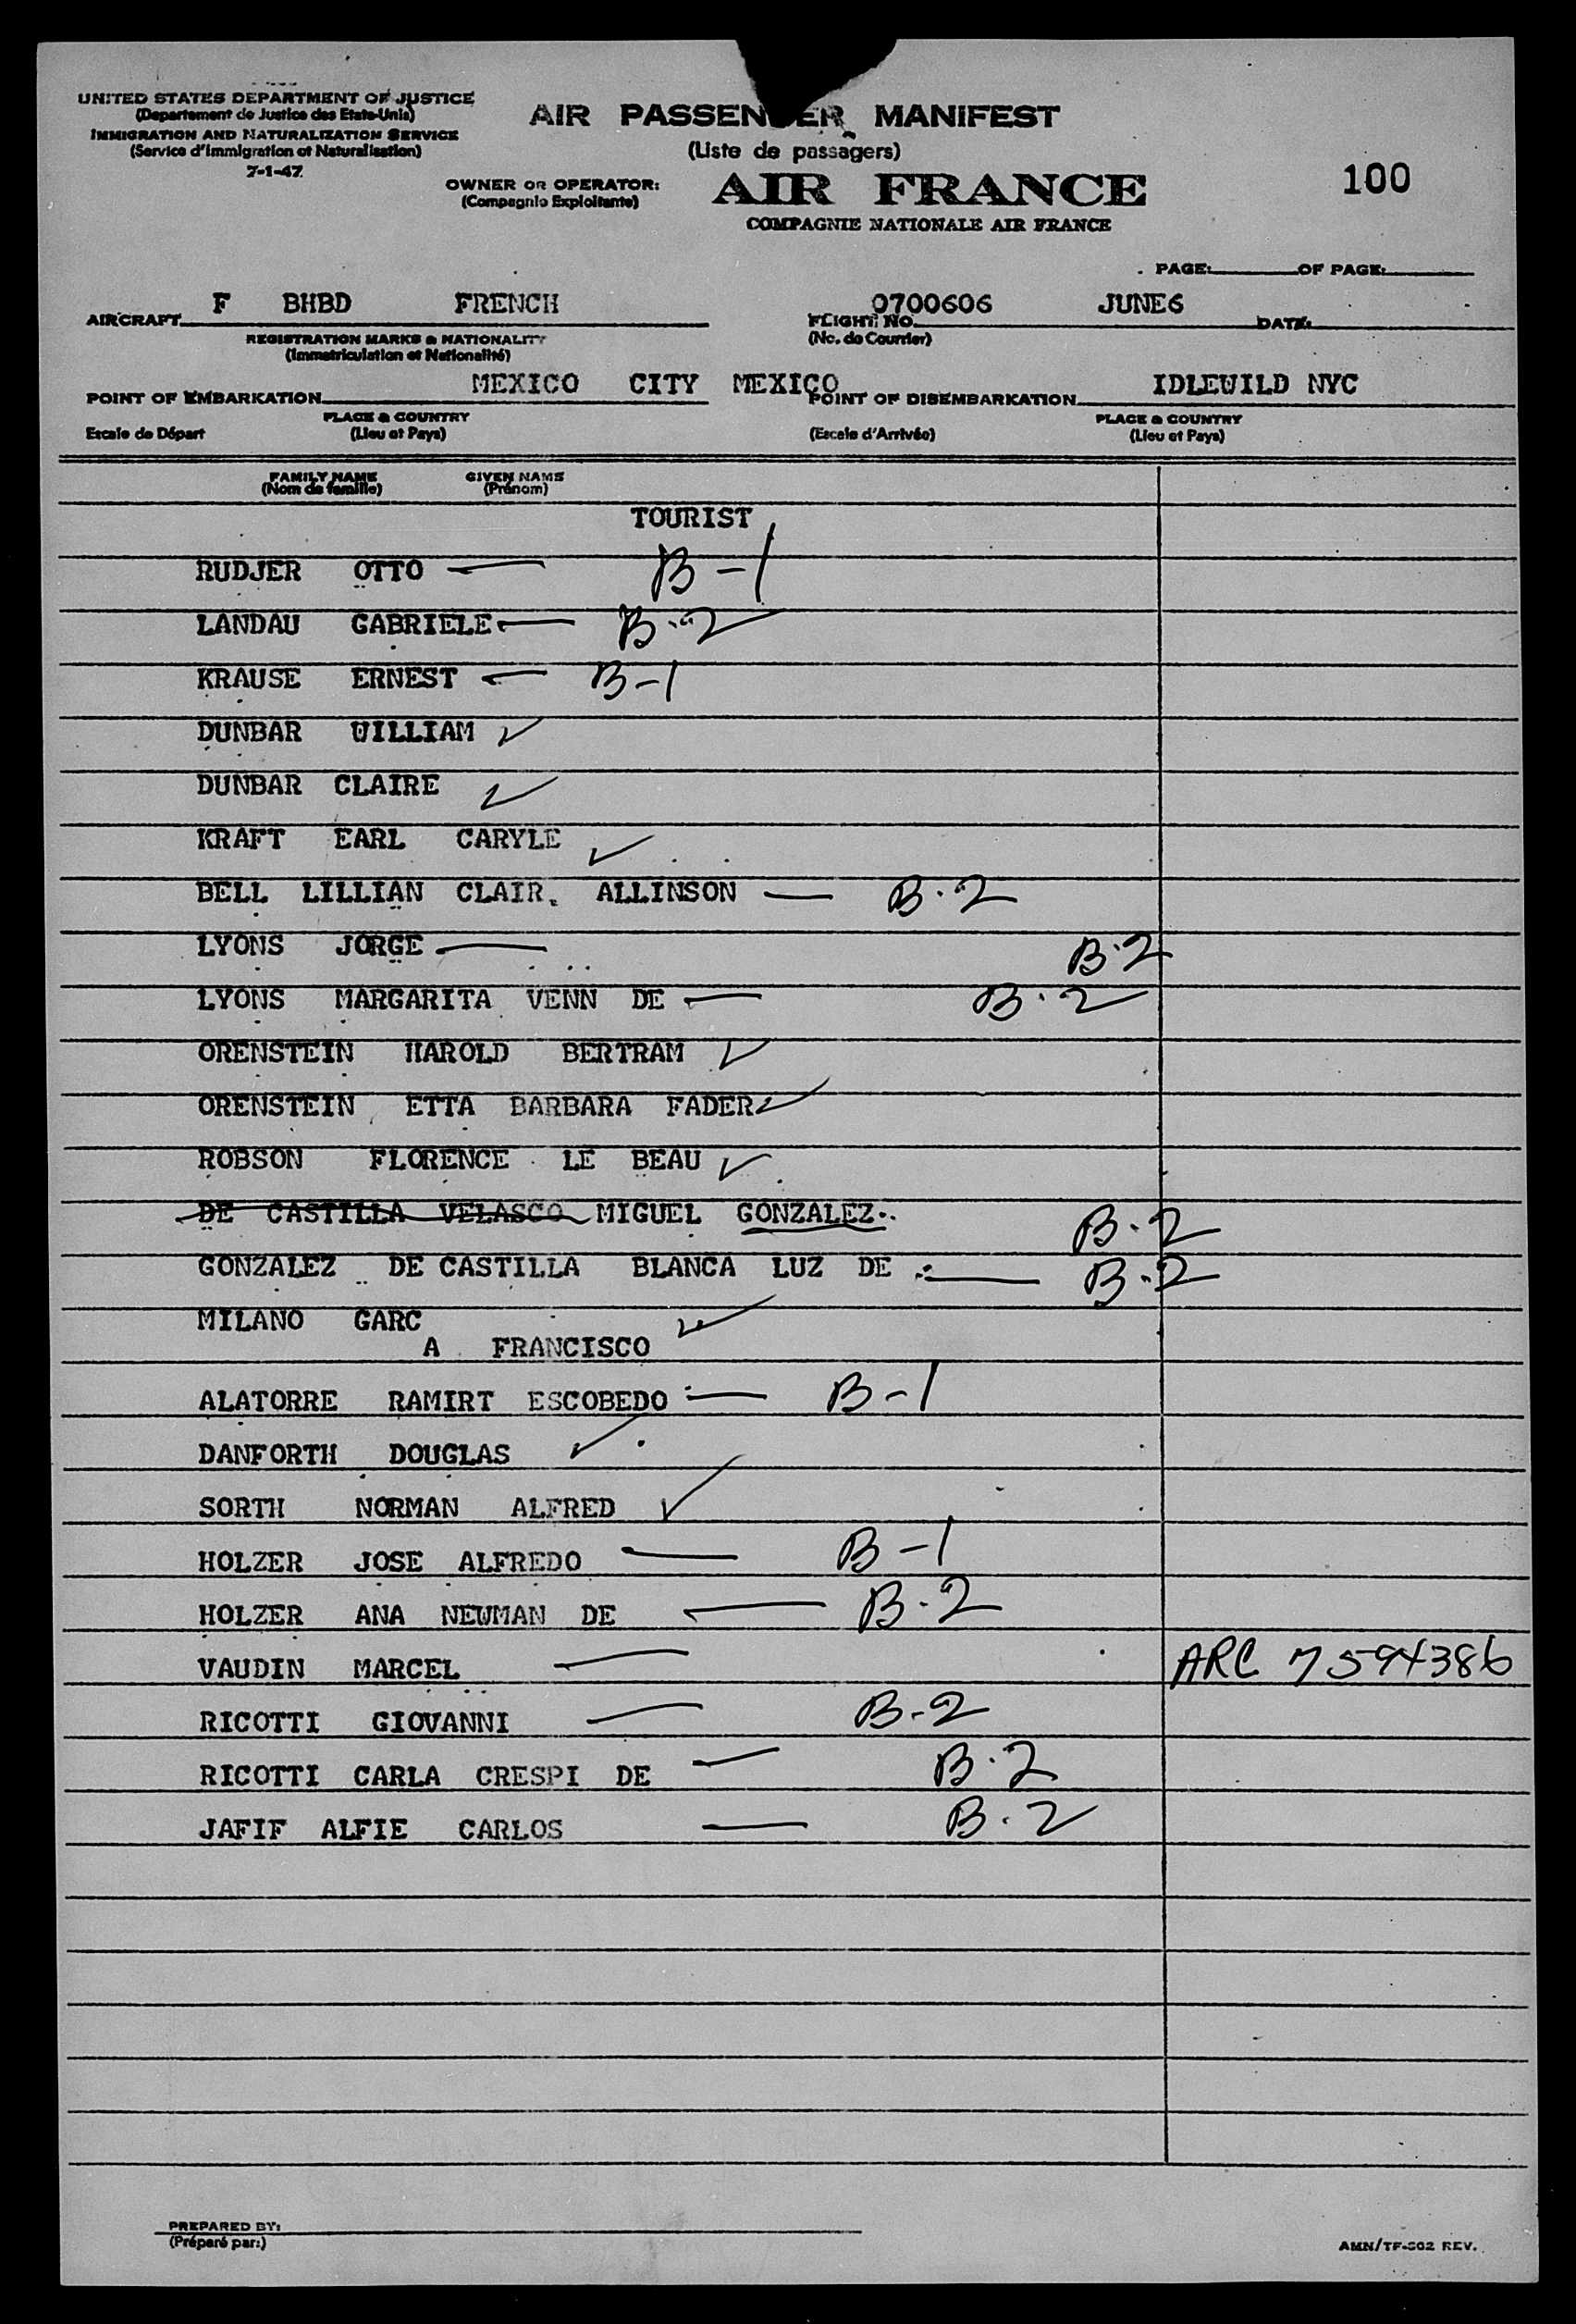 UNITED STATES DEPARTMENT OF JUSTICE
(Departement de Justice des Etats-Unis)
IMMIGRATION AND NATURALIZATION SERVICE
(Service d'Immigration et Naturalisation)
7-1-47
AIR PASSENGER MANIFEST
(Liste de passagers)
OWNER OR OPERATOR:
(Compagnie Exploitante)
AIR FRANCE
COMPAGNIE NATIONALE AIR FRANCE
100
PAGE: OF PAGE:
AIRCRAFT F BHBD FRENCH
REGISTRATION MARKS & NATIONALITY
(Immatriculation et Nationalité)
FLIGHT NO. 0700606 JUNE6 DATE:
(No. de Courrier)
POINT OF EMBARKATION MEXICO CITY MEXICO
PLACE & COUNTRY
Escale de Départ (Lieu et Pays)
POINT OF DISEMBARKATION IDLEWILD NYC
PLACE & COUNTRY
(Escale d'Arrivée) (Lieu et Pays)
FAMILY NAME GIVEN NAME
(Nom de famille) (Prénom)
TOURIST
RUDJER OTTO — B-1
LANDAU GABRIELE — B-2
KRAUSE ERNEST — B-1
DUNBAR WILLIAM ✓
DUNBAR CLAIRE ✓
KRAFT EARL CARYLE ✓
BELL LILLIAN CLAIR. ALLINSON — B-2
LYONS JORGE — B-2
LYONS MARGARITA VENN DE — B-2
ORENSTEIN HAROLD BERTRAM ✓
ORENSTEIN ETTA BARBARA FADER ✓
ROBSON FLORENCE LE BEAU ✓
DE CASTILLA VELASCO MIGUEL GONZALEZ B-2
GONZALEZ DE CASTILLA BLANCA LUZ DE — B-2
MILANO GARC ✓
A FRANCISCO
ALATORRE RAMIRT ESCOBEDO — B-1
DANFORTH DOUGLAS ✓
SORTH NORMAN ALFRED ✓
HOLZER JOSE ALFREDO — B-1
HOLZER ANA NEWMAN DE — B-2
VAUDIN MARCEL — ARC 7594386
RICOTTI GIOVANNI — B-2
RICOTTI CARLA CRESPI DE — B-2
JAFIF ALFIE CARLOS — B-2
PREPARED BY:
(Préparé par:)
AMN/TF-302 REV.